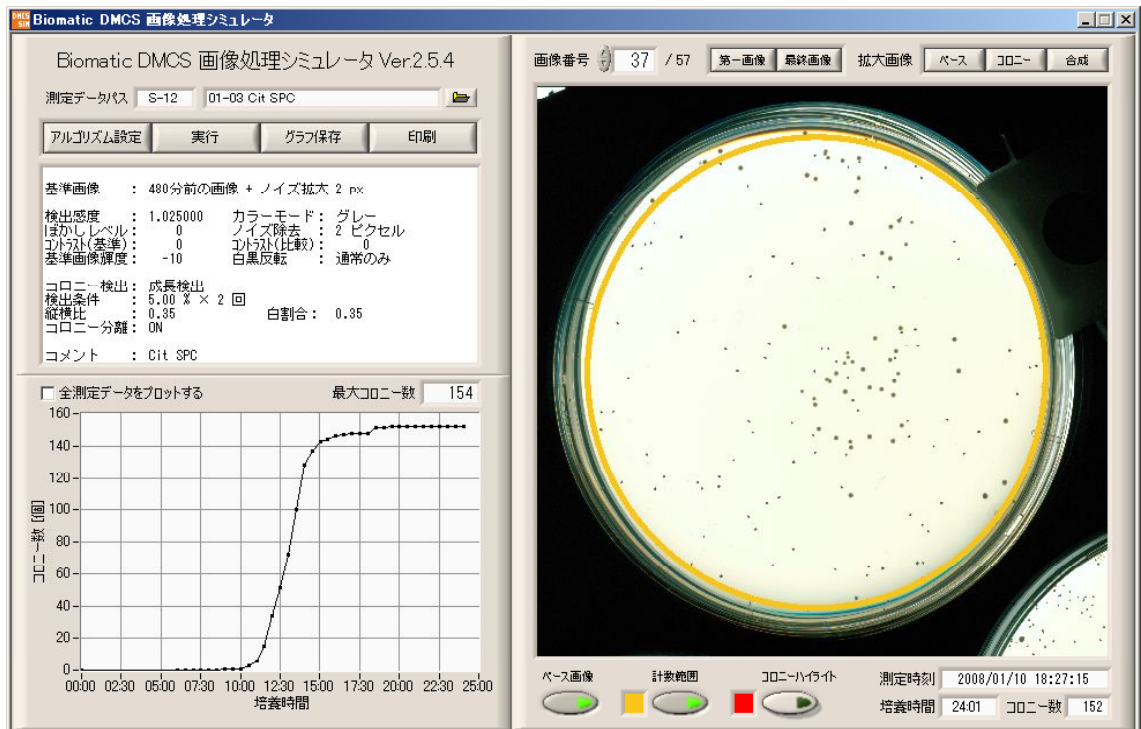 DMCS SIM Biomatic DMCS 画像処理シミュレータ
Biomatic DMCS 画像処理シミュレータ Ver.2.5.4
測定データパス S-12 01-03 Cit SPC
アルゴリズム設定 実行 グラフ保存 印刷
基準画像 : 480分前の画像 + ノイズ拡大 2 px
検出感度 : 1.025000 カラーモード: グレー
ぼかしレベル: 0 ノイズ除去 : 2 ピクセル
コントラスト(基準): 0 コントラスト(比較): 0
基準画像輝度: -10 白黒反転 : 通常のみ
コロニー検出: 成長検出
検出条件 : 5.00 % × 2 回
縦横比 : 0.35 白割合: 0.35
コロニー分離: ON
コメント : Cit SPC
全測定データをプロットする 最大コロニー数 154
160
140
120
100
80
60
40
20
0
コロニー数 [個]
00:00 02:30 05:00 07:30 10:00 12:30 15:00 17:30 20:00 22:30 25:00
培養時間
画像番号 37 / 57 第一画像 最終画像 拡大画像 ベース コロニー 合成
ベース画像 計数範囲 コロニーハイライト
測定時刻 2008/01/10 18:27:15
培養時間 24:01 コロニー数 152